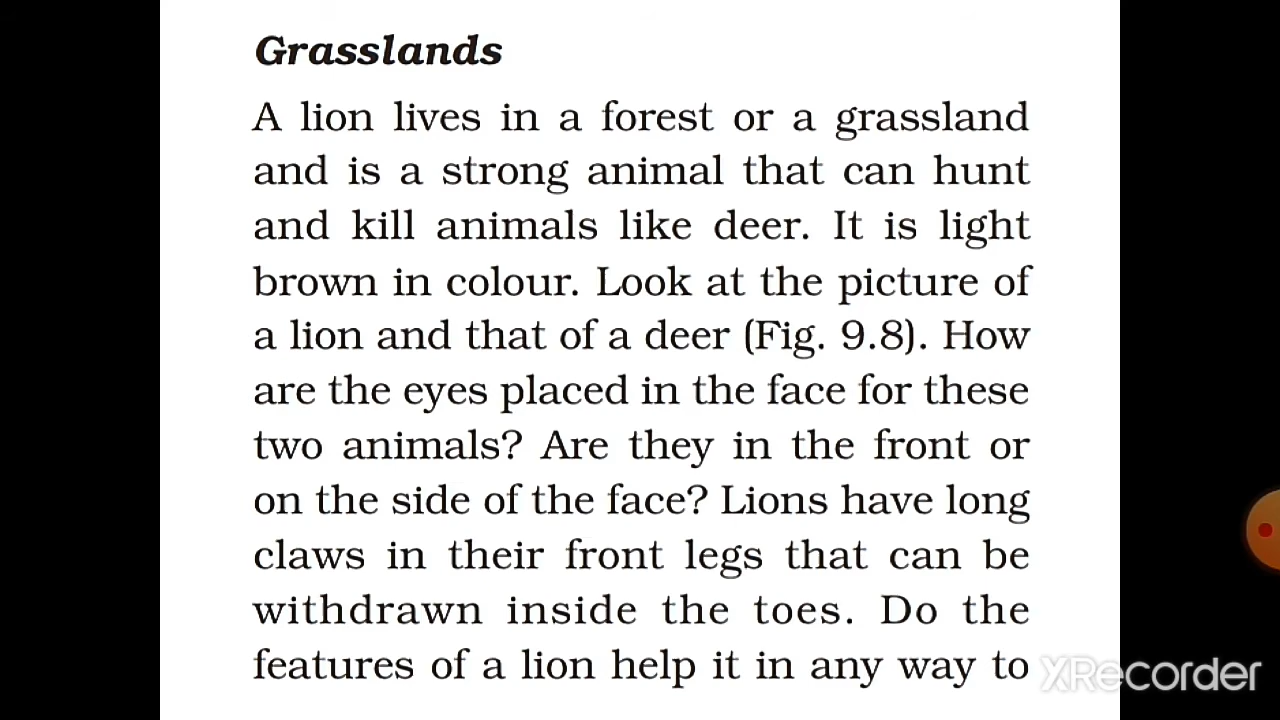 Grasslands
A lion lives in a forest or a grassland
and is a strong animal that can hunt
and kill animals like deer. It is light
brown in colour. Look at the picture of
a lion and that of a deer (Fig. 9.8). How
are the eyes placed in the face for these
two animals? Are they in the front or
on the side of the face? Lions have long
claws in their front legs that can be
withdrawn inside the toes. Do the
features of a lion help it in any way to
XRecorder